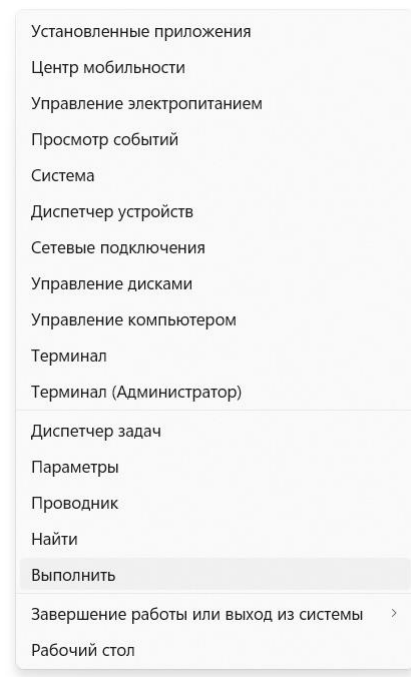 Установленные приложения
Центр мобильности
Управление электропитанием
Просмотр событий
Система
Диспетчер устройств
Сетевые подключения
Управление дисками
Управление компьютером
Терминал
Терминал (Администратор)
Диспетчер задач
Параметры
Проводник
Найти
Выполнить
Завершение работы или выход из системы
Рабочий стол